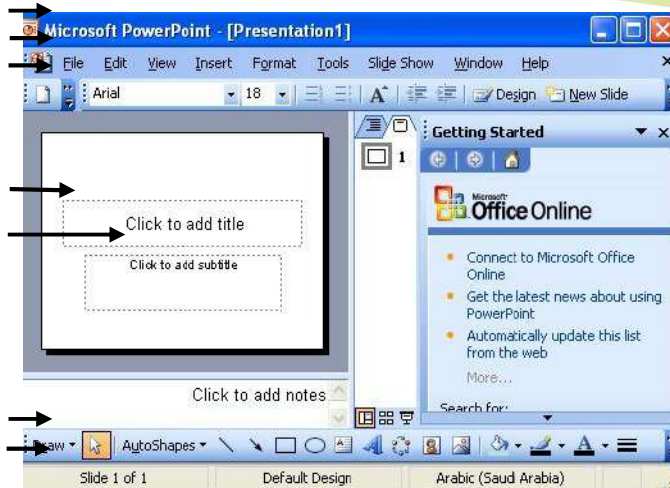 Microsoft PowerPoint - [Presentation1]
File Edit View Insert Format Tools Slide Show Window Help
Arial 18 A Design New Slide
Getting Started
1
Click to add title
Click to add subtitle
Microsoft
Office Online
Connect to Microsoft Office
Online
Get the latest news about using
PowerPoint
Automatically update this list
from the web
More...
Search for:
Click to add notes
Draw AutoShapes A A
Slide 1 of 1 Default Design Arabic (Saud Arabia)